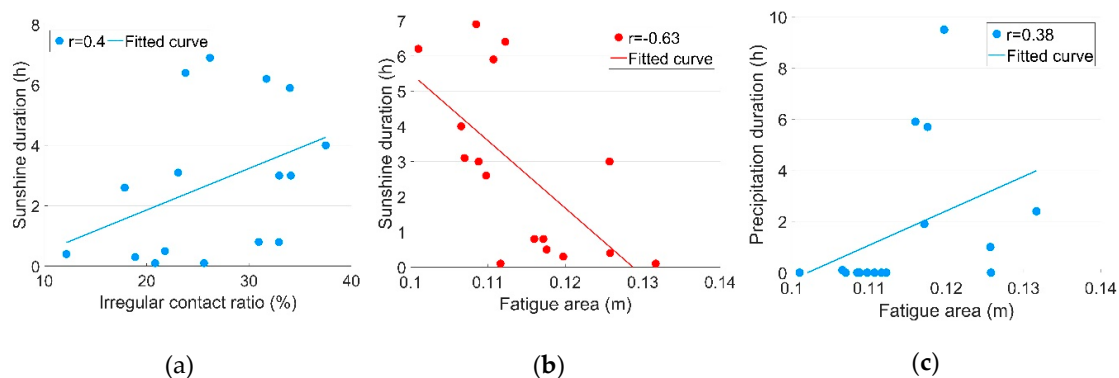 8
6
4
2
0
Sunshine duration (h)
r=0.4 Fitted curve
10 20 30 40
Irregular contact ratio (%)
(a)
7
6
5
4
3
2
1
0
Sunshine duration (h)
r=-0.63
Fitted curve
0.1 0.11 0.12 0.13 0.14
Fatigue area (m)
(b)
10
8
6
4
2
0
Precipitation duration (h)
r=0.38
Fitted curve
0.1 0.11 0.12 0.13 0.14
Fatigue area (m)
(c)